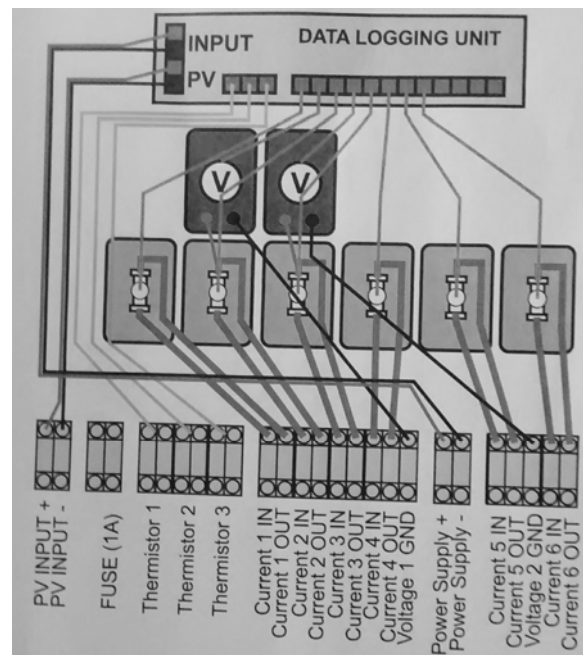 INPUT
DATA LOGGING UNIT
PV
V
V
PV INPUT +
PV INPUT -
FUSE (1A)
Thermistor 1
Thermistor 2
Thermistor 3
Current 1 IN
Current 1 OUT
Current 2 IN
Current 2 OUT
Current 3 IN
Current 3 OUT
Current 4 IN
Current 4 OUT
Voltage 1 GND
Power Supply +
Power Supply -
Current 5 IN
Current 5 OUT
Voltage 2 GND
Current 6 IN
Current 6 OUT